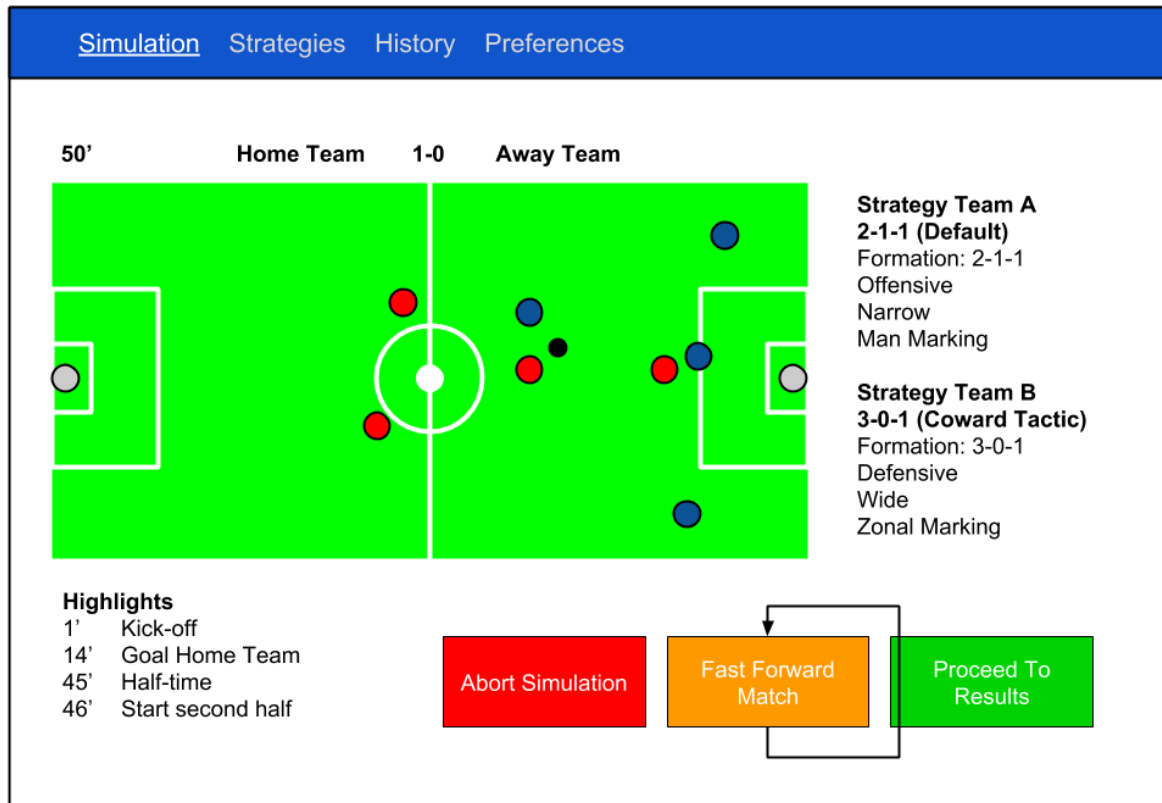 Simulation Strategies History Preferences
50’ Home Team 1-0 Away Team
Strategy Team A
2-1-1 (Default)
Formation: 2-1-1
Offensive
Narrow
Man Marking
Strategy Team B
3-0-1 (Coward Tactic)
Formation: 3-0-1
Defensive
Wide
Zonal Marking
Highlights
1’ Kick-off
14’ Goal Home Team
45’ Half-time
46’ Start second half
Abort Simulation
Fast Forward
Match
Proceed To
Results